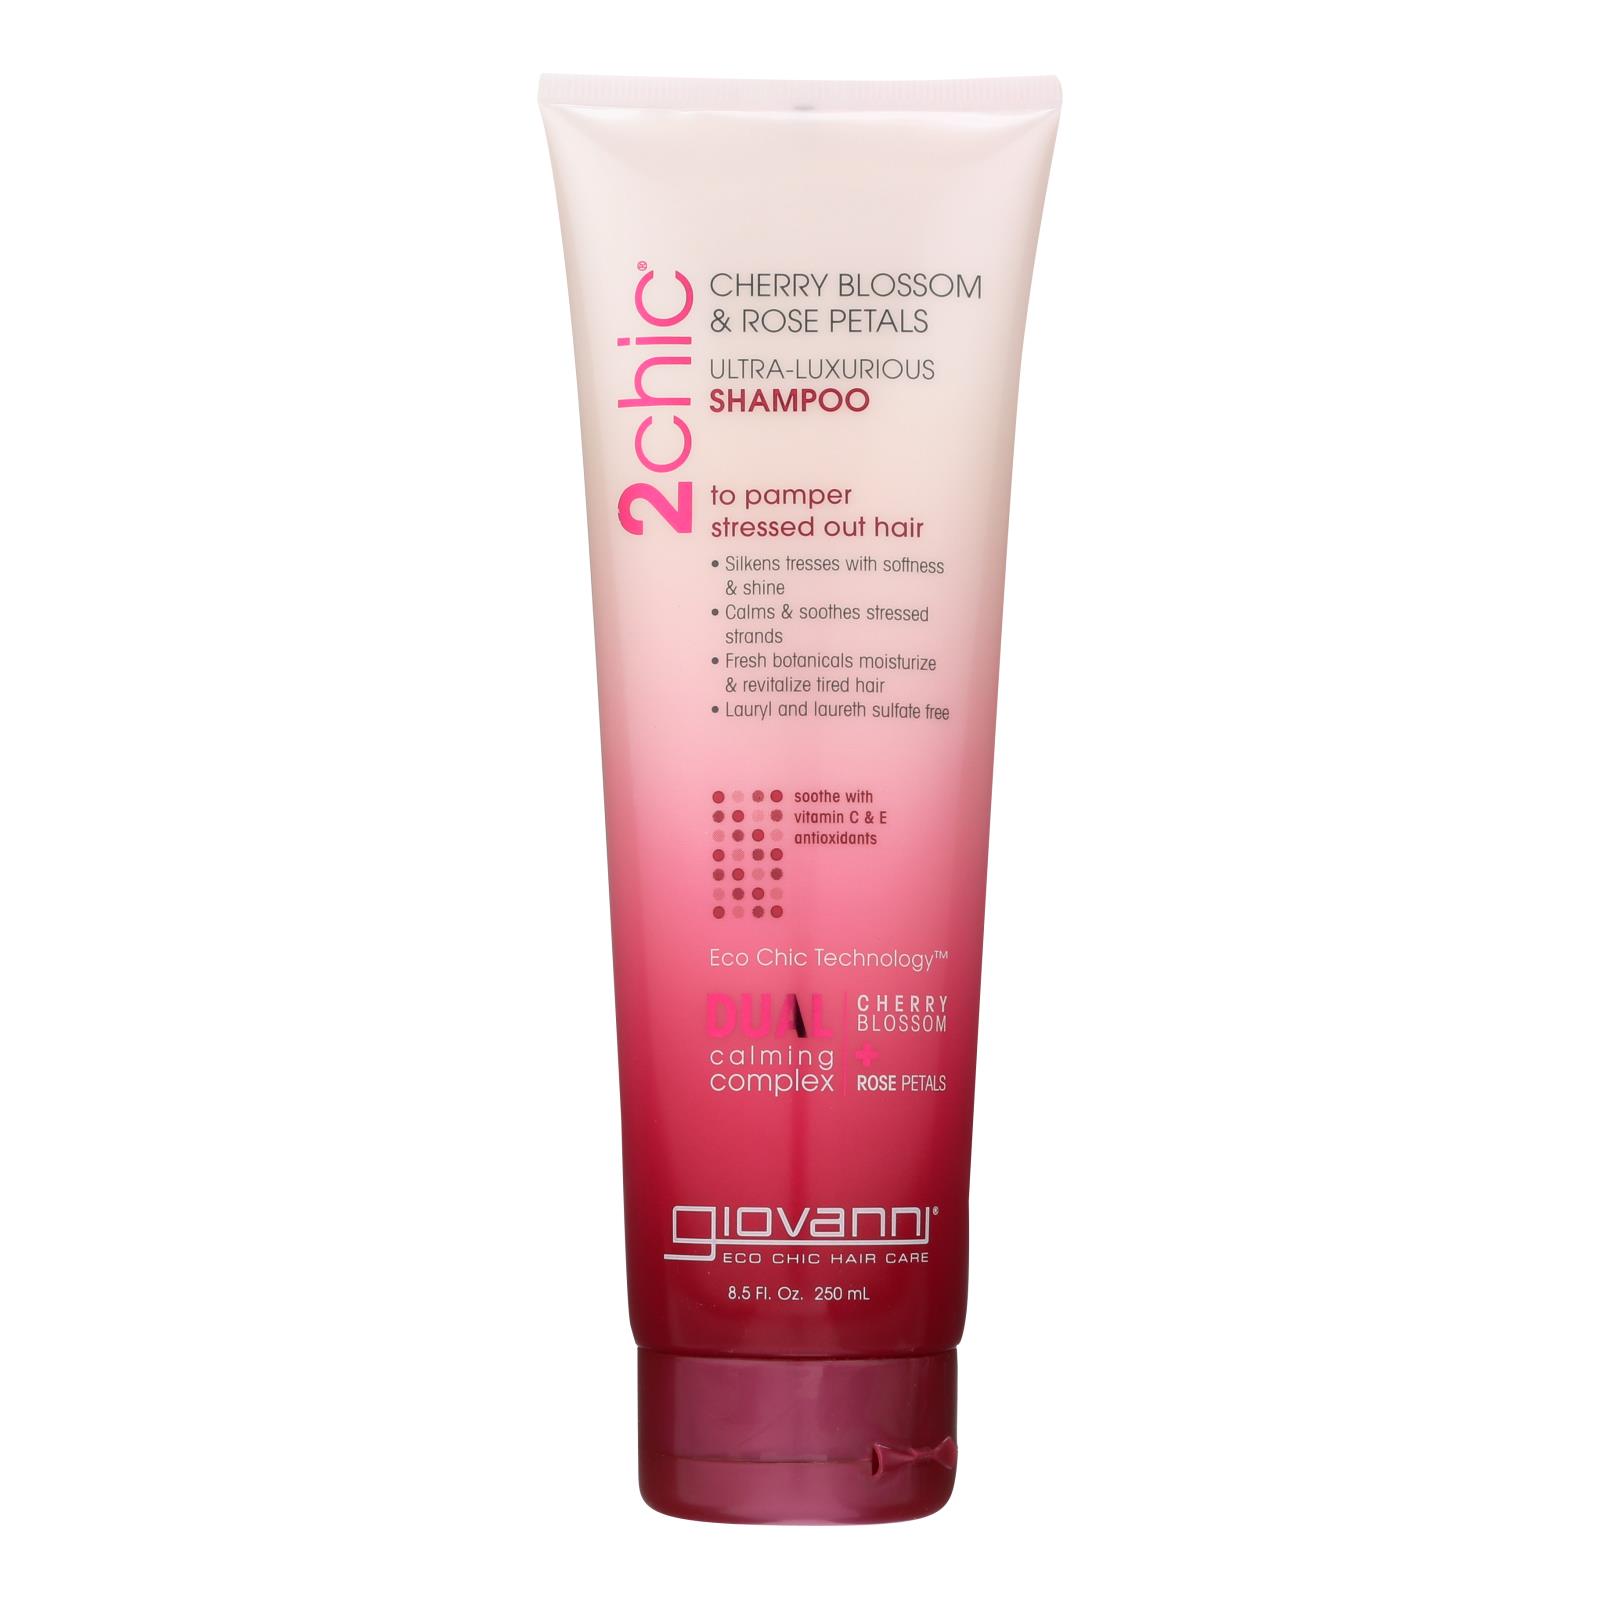 2chic®
CHERRY BLOSSOM
& ROSE PETALS
ULTRA-LUXURIOUS
SHAMPOO
to pamper
stressed out hair
• Silkens tresses with softness
& shine
• Calms & soothes stressed
strands
• Fresh botanicals moisturize
& revitalize tired hair
• Lauryl and laureth sulfate free
soothe with
vitamin C & E
antioxidants
Eco Chic Technology™
DUAL
calming
complex
CHERRY
BLOSSOM
+
ROSE PETALS
giovanni®
ECO CHIC HAIR CARE
8.5 Fl. Oz. 250 mL